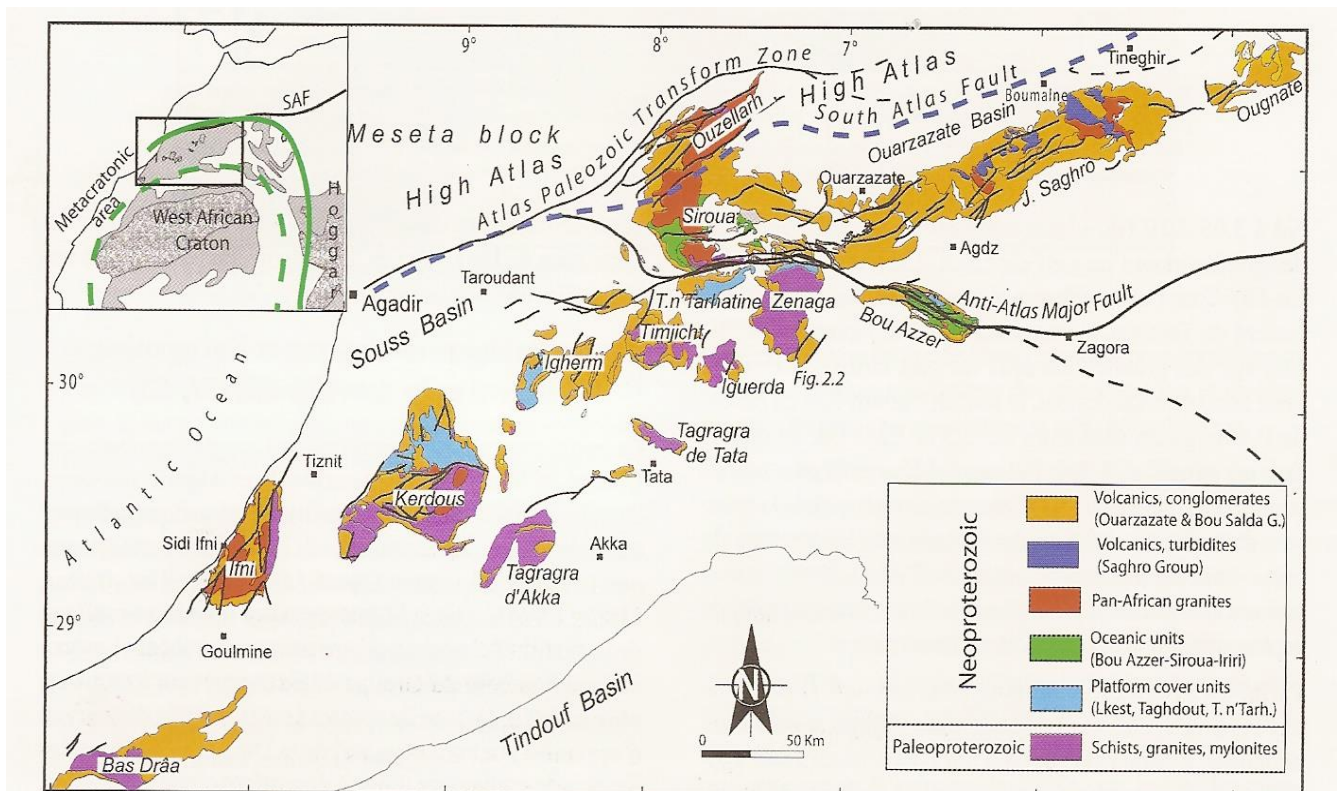 SAF
Metacratonic
area
West African
Craton
Hoggar
9°
8°
7°
30°
29°
Meseta block
High Atlas
Atlas Paleozoic Transform Zone
High Atlas
South Atlas Fault
Ouarzazate Basin
Ouzellarh
Tineghir
Boumalne
Ougnate
Ouarzazate
J. Saghro
Siroua
Agdz
Agadir
Taroudant
Souss Basin
T.n'Tarhatine
Zenaga
Bou Azzer
Anti-Atlas Major Fault
Zagora
Timjicht
Igherm
Iguerda
Fig.2.2
Atlantic Ocean
Tagragra
de Tata
Tata
Tiznit
Kerdous
Sidi Ifni
Ifni
Akka
Tagragra
d'Akka
Goulmine
Tindouf Basin
Bas Drâa
N
0 50 Km
Neoproterozoic
Volcanics, conglomerates
(Ouarzazate & Bou Salda G.)
Volcanics, turbidites
(Saghro Group)
Pan-African granites
Oceanic units
(Bou Azzer-Siroua-Iriri)
Platform cover units
(Lkest, Taghdout, T. n'Tarh.)
Paleoproterozoic
Schists, granites, mylonites